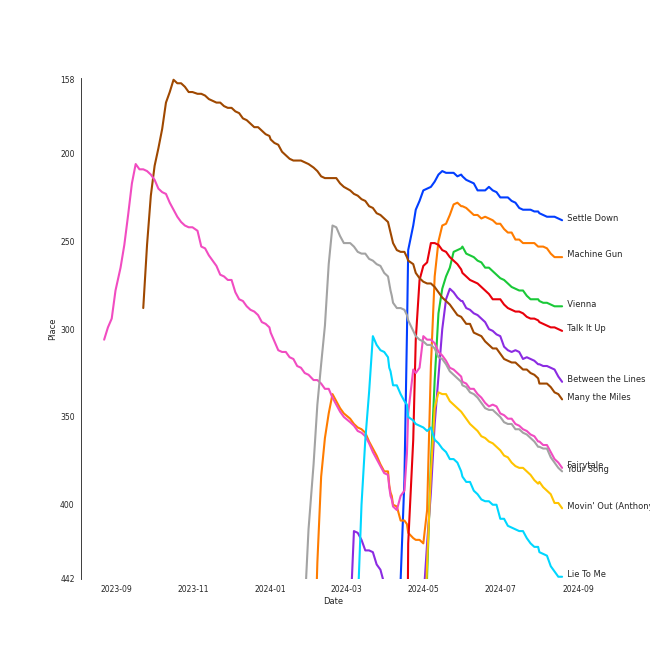 158
200
250
300
350
400
442
Place
2023-09
2023-11
2024-01
2024-03
2024-05
2024-07
2024-09
Date
Settle Down
Machine Gun
Vienna
Talk It Up
Between the Lines
Many the Miles
Fairytale
Your Song
Movin' Out (Anthony
Lie To Me